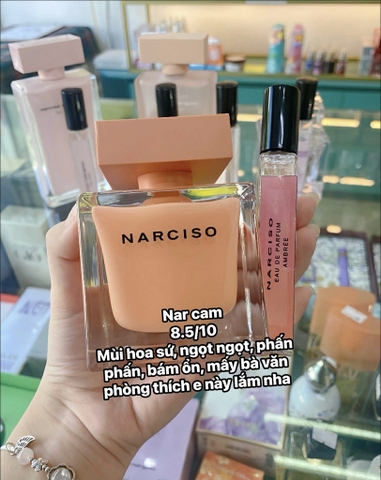 NARCISO
NARCISO
EAU DE PARFUM
AMBRÉE
Nar cam
8.5/10
Mùi hoa sứ, ngọt ngọt, phấn
phấn, bám ổn, mấy bà văn
phòng thích e này lắm nha